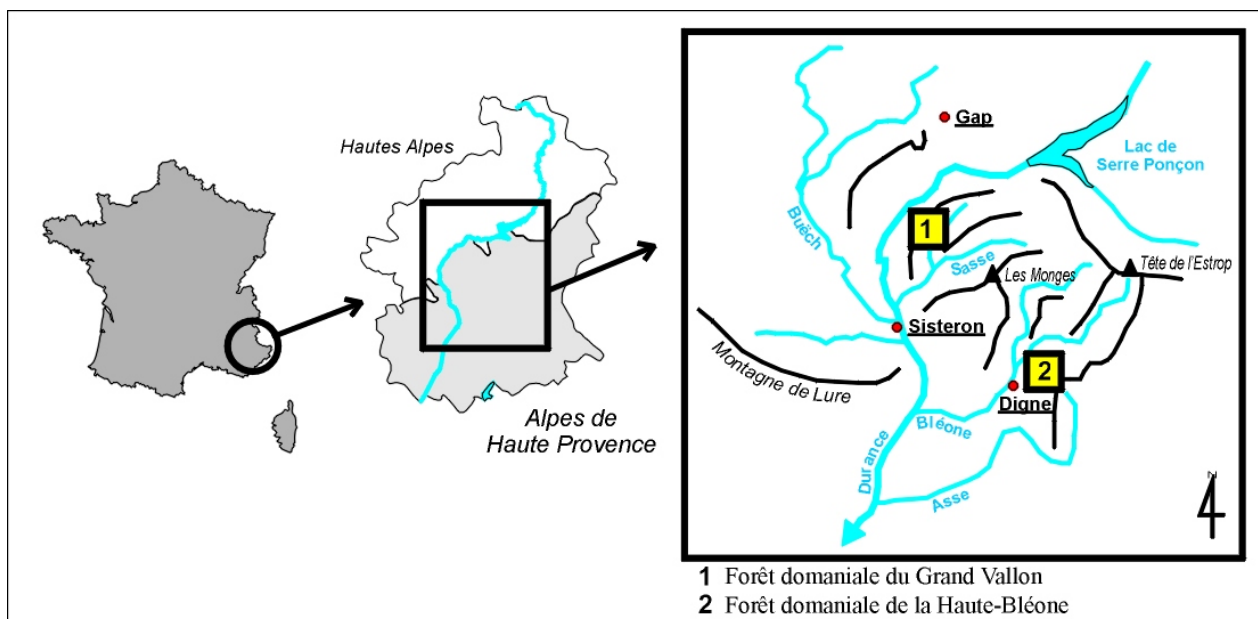 Hautes Alpes
Alpes de
Haute Provence
Gap
Lac de
Serre Ponçon
Buëch
1
Sasse
Les Monges
Tête de l'Estrop
Sisteron
Montagne de Lure
2
Digne
Bléone
Durance
Asse
N
1 Forêt domaniale du Grand Vallon
2 Forêt domaniale de la Haute-Bléone